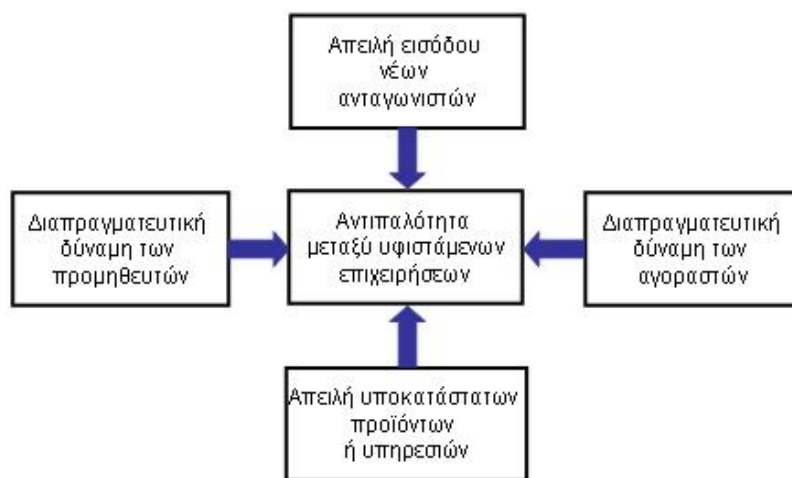 Απειλή εισόδου
νέων
ανταγωνιστών
Διαπραγματευτική
δύναμη των
προμηθευτών
Αντιπαλότητα
μεταξύ υφιστάμενων
επιχειρήσεων
Διαπραγματευτική
δύναμη των
αγοραστών
Απειλή υποκατάστατων
προϊόντων
ή υπηρεσιών